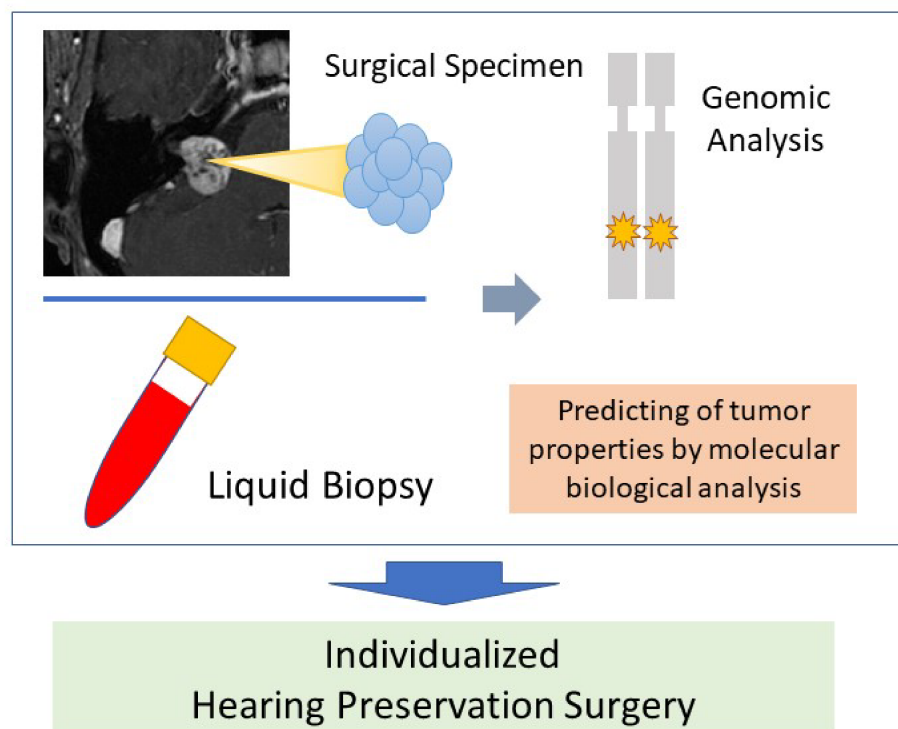 Surgical Specimen
Genomic
Analysis
Liquid Biopsy
Predicting of tumor
properties by molecular
biological analysis
Individualized
Hearing Preservation Surgery